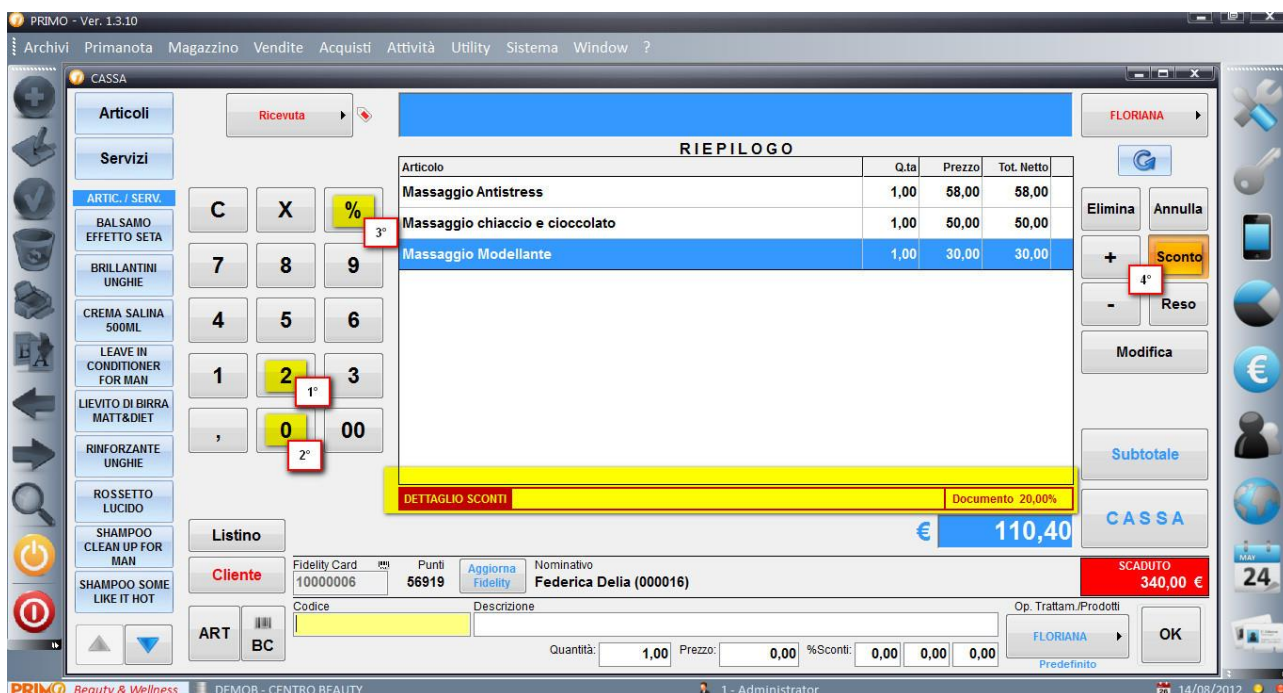 PRIMO - Ver. 1.3.10
Archivi Primanota Magazzino Vendite Acquisti Attività Utility Sistema Window ?
CASSA
Articoli
Servizi
ARTIC. / SERV.
BALSAMO
EFFETTO SETA
BRILLANTINI
UNGHIE
CREMA SALINA
500ML
LEAVE IN
CONDITIONER
FOR MAN
LIEVITO DI BIRRA
MATT&DIET
RINFORZANTE
UNGHIE
ROSSETTO
LUCIDO
SHAMPOO
CLEAN UP FOR
MAN
SHAMPOO SOME
LIKE IT HOT
Ricevuta
C X %
3°
7 8 9
4 5 6
1 2 3
1°
, 0 00
2°
RIEPILOGO
Articolo Q.ta Prezzo Tot. Netto
Massaggio Antistress 1,00 58,00 58,00
Massaggio chiaccio e cioccolato 1,00 50,00 50,00
Massaggio Modellante 1,00 30,00 30,00
DETTAGLIO SCONTI Documento 20,00%
€ 110,40
FLORIANA
Elimina Annulla
+ Sconto
4°
- Reso
Modifica
Subtotale
CASSA
Listino
Cliente
Fidelity Card
10000006
Punti
56919
Aggiorna
Fidelity
Nominativo
Federica Delia (000016)
SCADUTO
340,00 €
ART
BC
Codice
Descrizione
Quantità: 1,00 Prezzo: 0,00 %Sconti: 0,00 0,00 0,00
Op. Trattam./Prodotti
FLORIANA
Predefinito
OK
MAY
24
PRIMO Beauty & Wellness DEMOB - CENTRO BEAUTY 1 - Administrator 14/08/2012